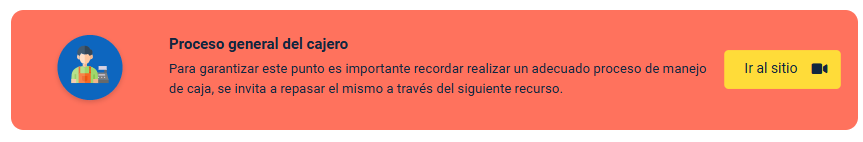 Proceso general del cajero
Para garantizar este punto es importante recordar realizar un adecuado proceso de manejo
de caja, se invita a repasar el mismo a través del siguiente recurso.
Ir al sitio